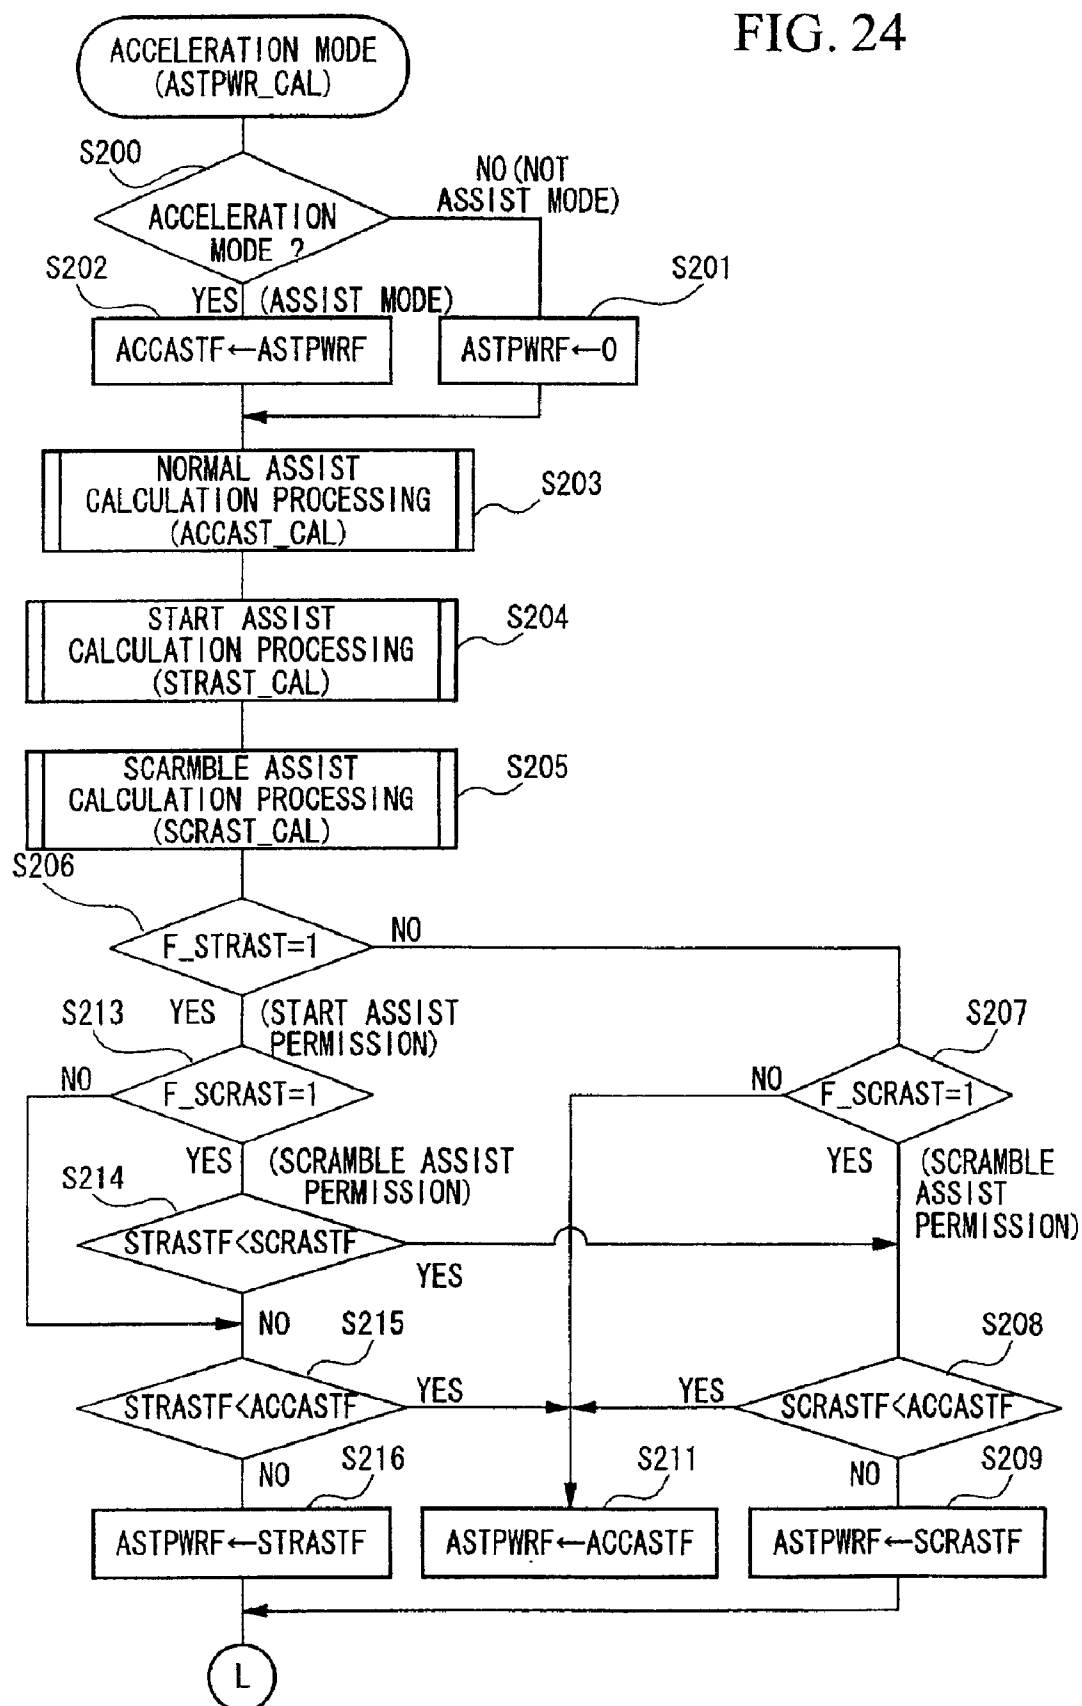 FIG. 24
ACCELERATION MODE
(ASTPWR_CAL)
S200
NO (NOT
ASSIST MODE)
ACCELERATION
MODE ?
S202
S201
YES (ASSIST MODE)
ACCASTF←ASTPWRF
ASTPWRF←0
NORMAL ASSIST
CALCULATION PROCESSING
(ACCAST_CAL)
S203
START ASSIST
CALCULATION PROCESSING
(STRAST_CAL)
S204
SCARMBLE ASSIST
CALCULATION PROCESSING
(SCRAST_CAL)
S205
S206
F_STRAST=1
NO
YES
(START ASSIST
PERMISSION)
S213
S207
NO
F_SCRAST=1
NO
F_SCRAST=1
YES
(SCRAMBLE ASSIST
PERMISSION)
YES
(SCRAMBLE
ASSIST
PERMISSION)
S214
STRASTF<SCRASTF
YES
NO
S215
S208
STRASTF<ACCASTF
YES
YES
SCRASTF<ACCASTF
NO
S216
S211
NO
S209
ASTPWRF←STRASTF
ASTPWRF←ACCASTF
ASTPWRF←SCRASTF
L